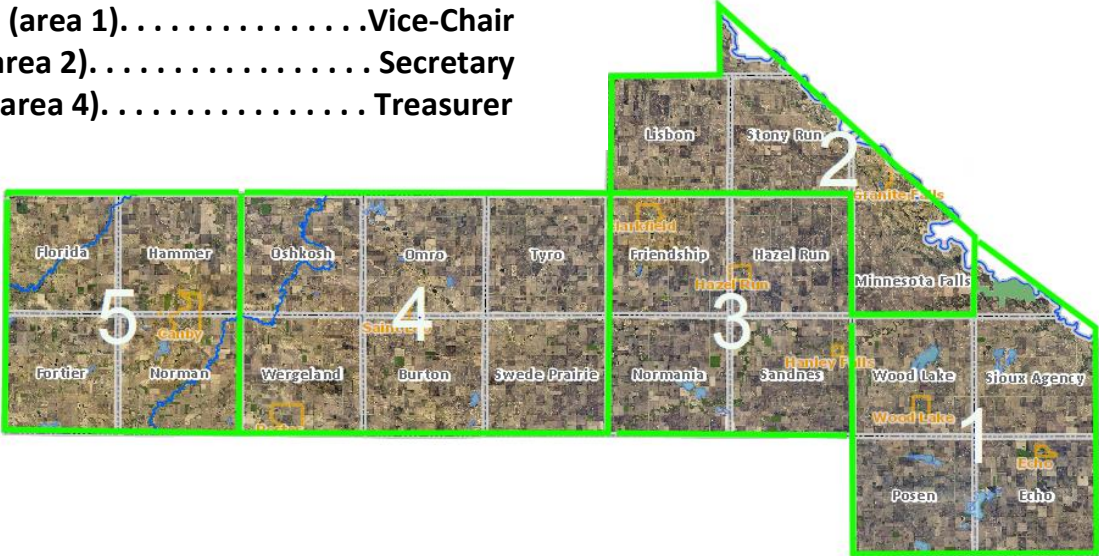 (area 1). . . . . . . . . . . . . . .Vice-Chair
area 2). . . . . . . . . . . . . . . . . Secretary
area 4). . . . . . . . . . . . . . . . Treasurer
Lisbon Stony Run
2
Granite Falls
larkfield
Florida Hammer Oshkosh Omro Tyro Friendship Hazel Run
Hazel Run Minnesota Falls
5 4 3
Canby Hanley Falls
Fortier Norman Wergeland Burton Swede Prairie Normania Sandnes Wood Lake Sioux Agency
Wood Lake
1
Echo
Posen Echo